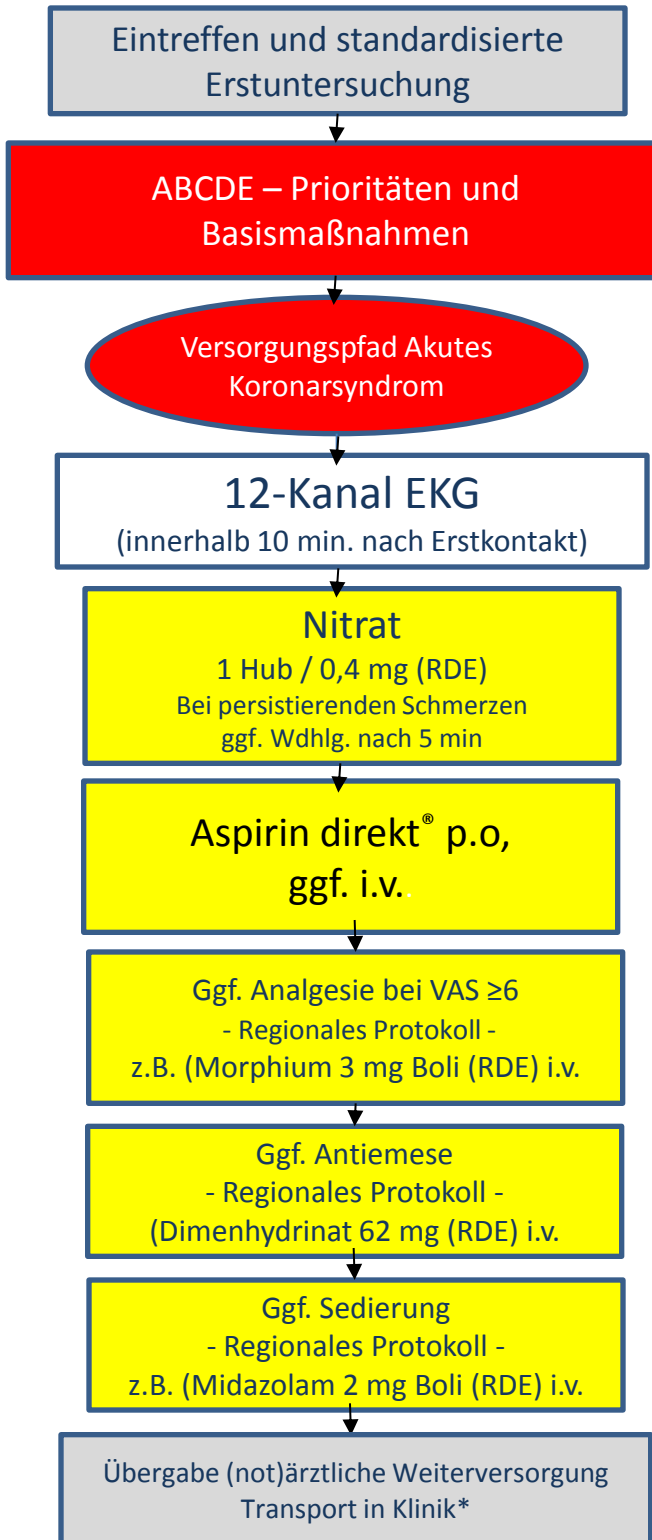 Eintreffen und standardisierte
Erstuntersuchung
ABCDE – Prioritäten und
Basismaßnahmen
Versorgungspfad Akutes
Koronarsyndrom
12-Kanal EKG
(innerhalb 10 min. nach Erstkontakt)
Nitrat
1 Hub / 0,4 mg (RDE)
Bei persistierenden Schmerzen
ggf. Wdhlg. nach 5 min
Aspirin direkt® p.o,
ggf. i.v..
Ggf. Analgesie bei VAS ≥6
- Regionales Protokoll -
z.B. (Morphium 3 mg Boli (RDE) i.v.
Ggf. Antiemese
- Regionales Protokoll -
(Dimenhydrinat 62 mg (RDE) i.v.
Ggf. Sedierung
- Regionales Protokoll -
z.B. (Midazolam 2 mg Boli (RDE) i.v.
Übergabe (not)ärztliche Weiterversorgung
Transport in Klinik*